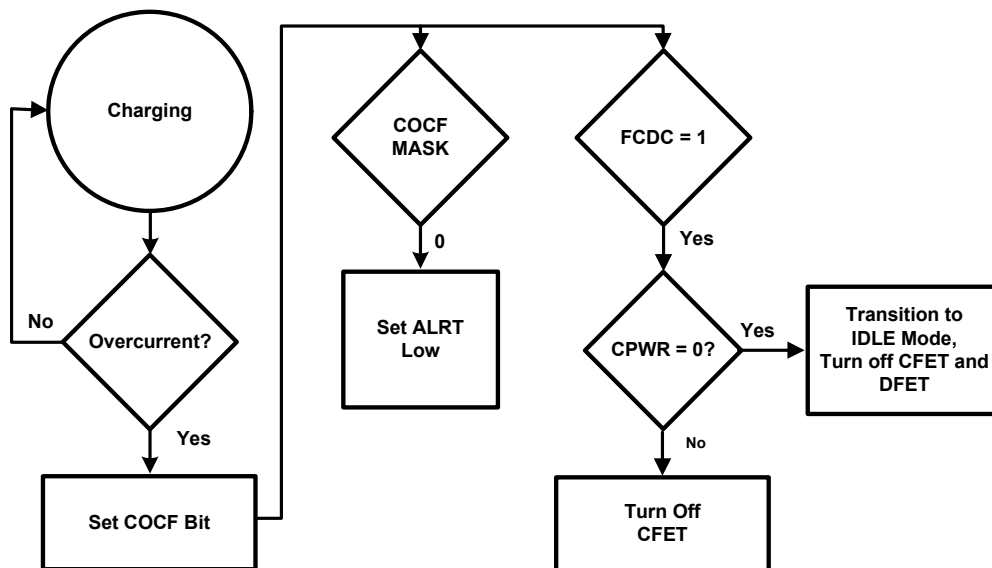 Charging
Overcurrent?
No
Yes
Set COCF Bit
COCF
MASK
0
Set ALRT
Low
FCDC = 1
Yes
CPWR = 0?
Yes
Transition to
IDLE Mode,
Turn off CFET and
DFET
No
Turn Off
CFET